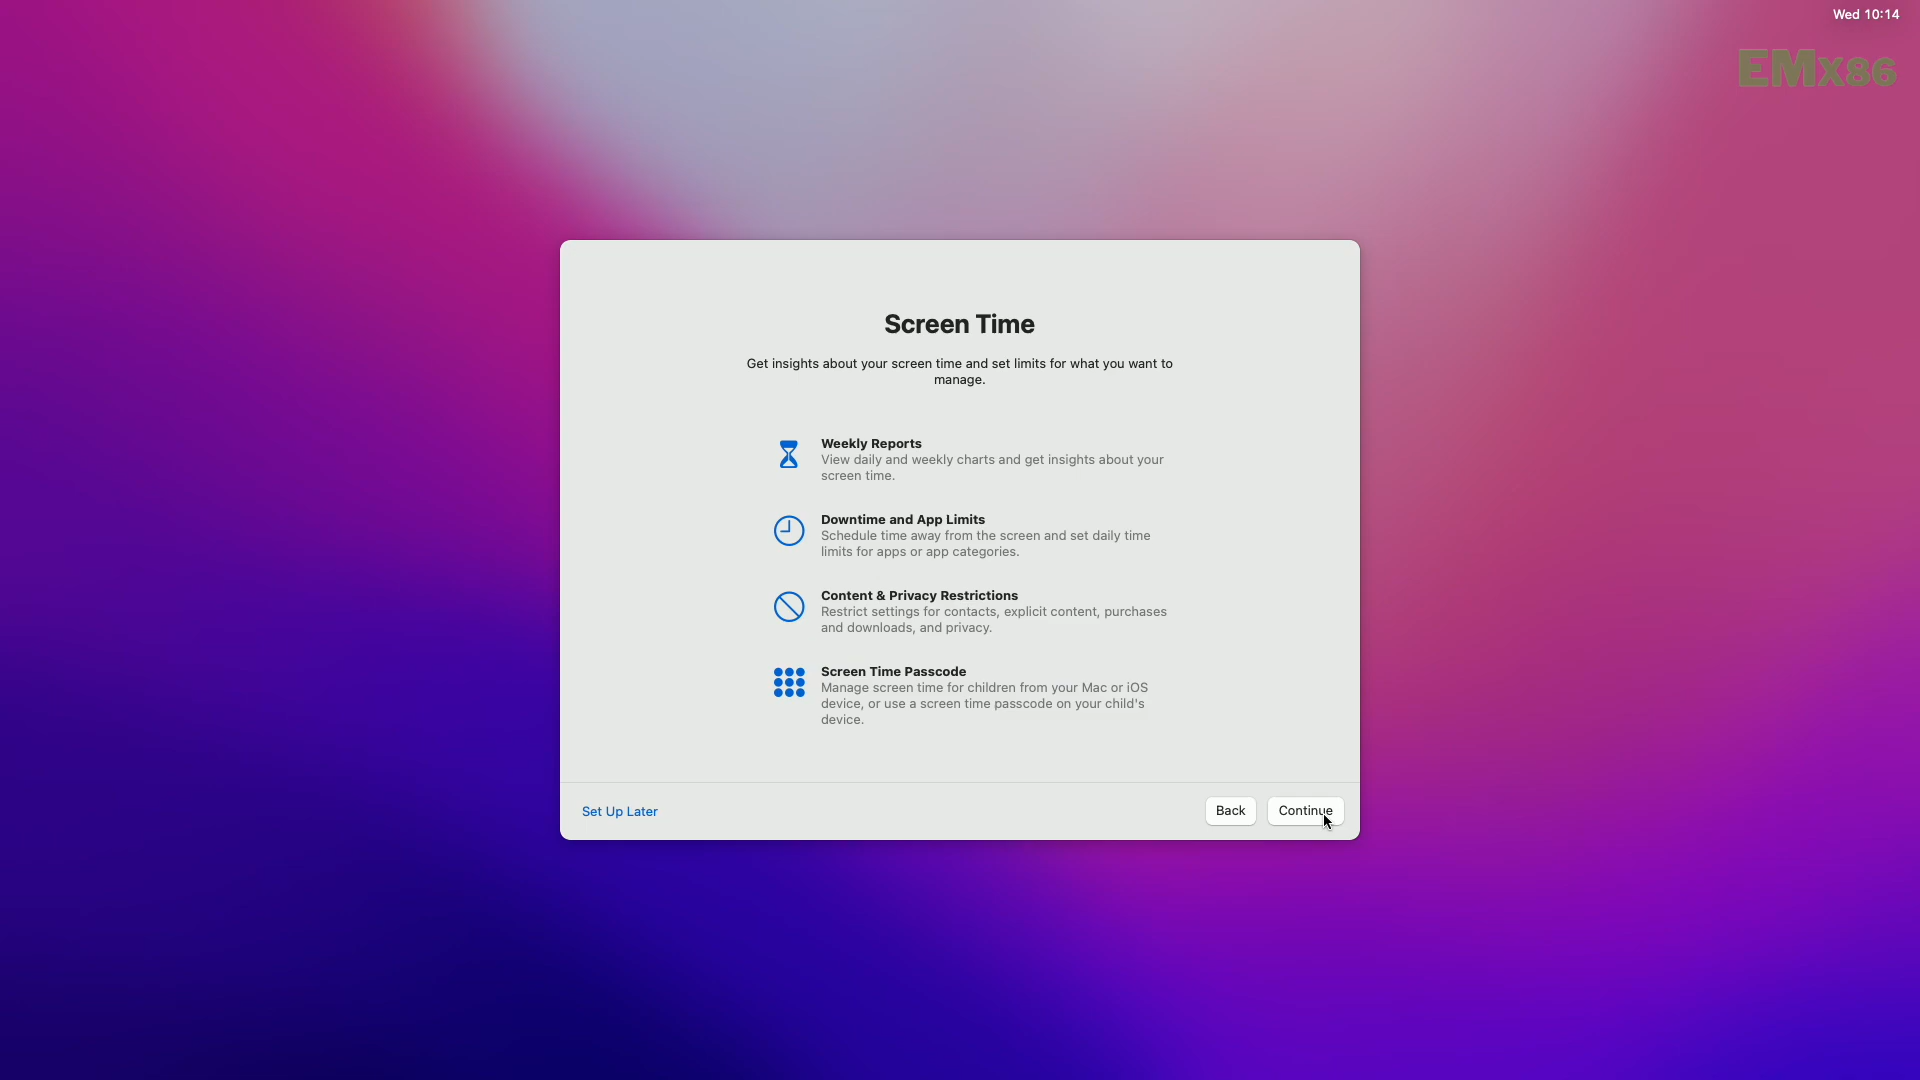 Wed 10:14
EMx86
Screen Time
Get insights about your screen time and set limits for what you want to
manage.
Weekly Reports
View daily and weekly charts and get insights about your
screen time.
Downtime and App Limits
Schedule time away from the screen and set daily time
limits for apps or app categories.
Content & Privacy Restrictions
Restrict settings for contacts, explicit content, purchases
and downloads, and privacy.
Screen Time Passcode
Manage screen time for children from your Mac or iOS
device, or use a screen time passcode on your child's
device.
Set Up Later
Back
Continue